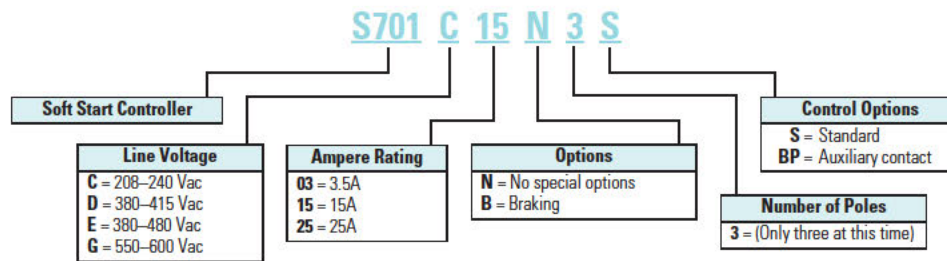 S701 C 15 N 3 S
Soft Start Controller
Line Voltage
C = 208–240 Vac
D = 380–415 Vac
E = 380–480 Vac
G = 550–600 Vac
Ampere Rating
03 = 3.5A
15 = 15A
25 = 25A
Options
N = No special options
B = Braking
Number of Poles
3 = (Only three at this time)
Control Options
S = Standard
BP = Auxiliary contact